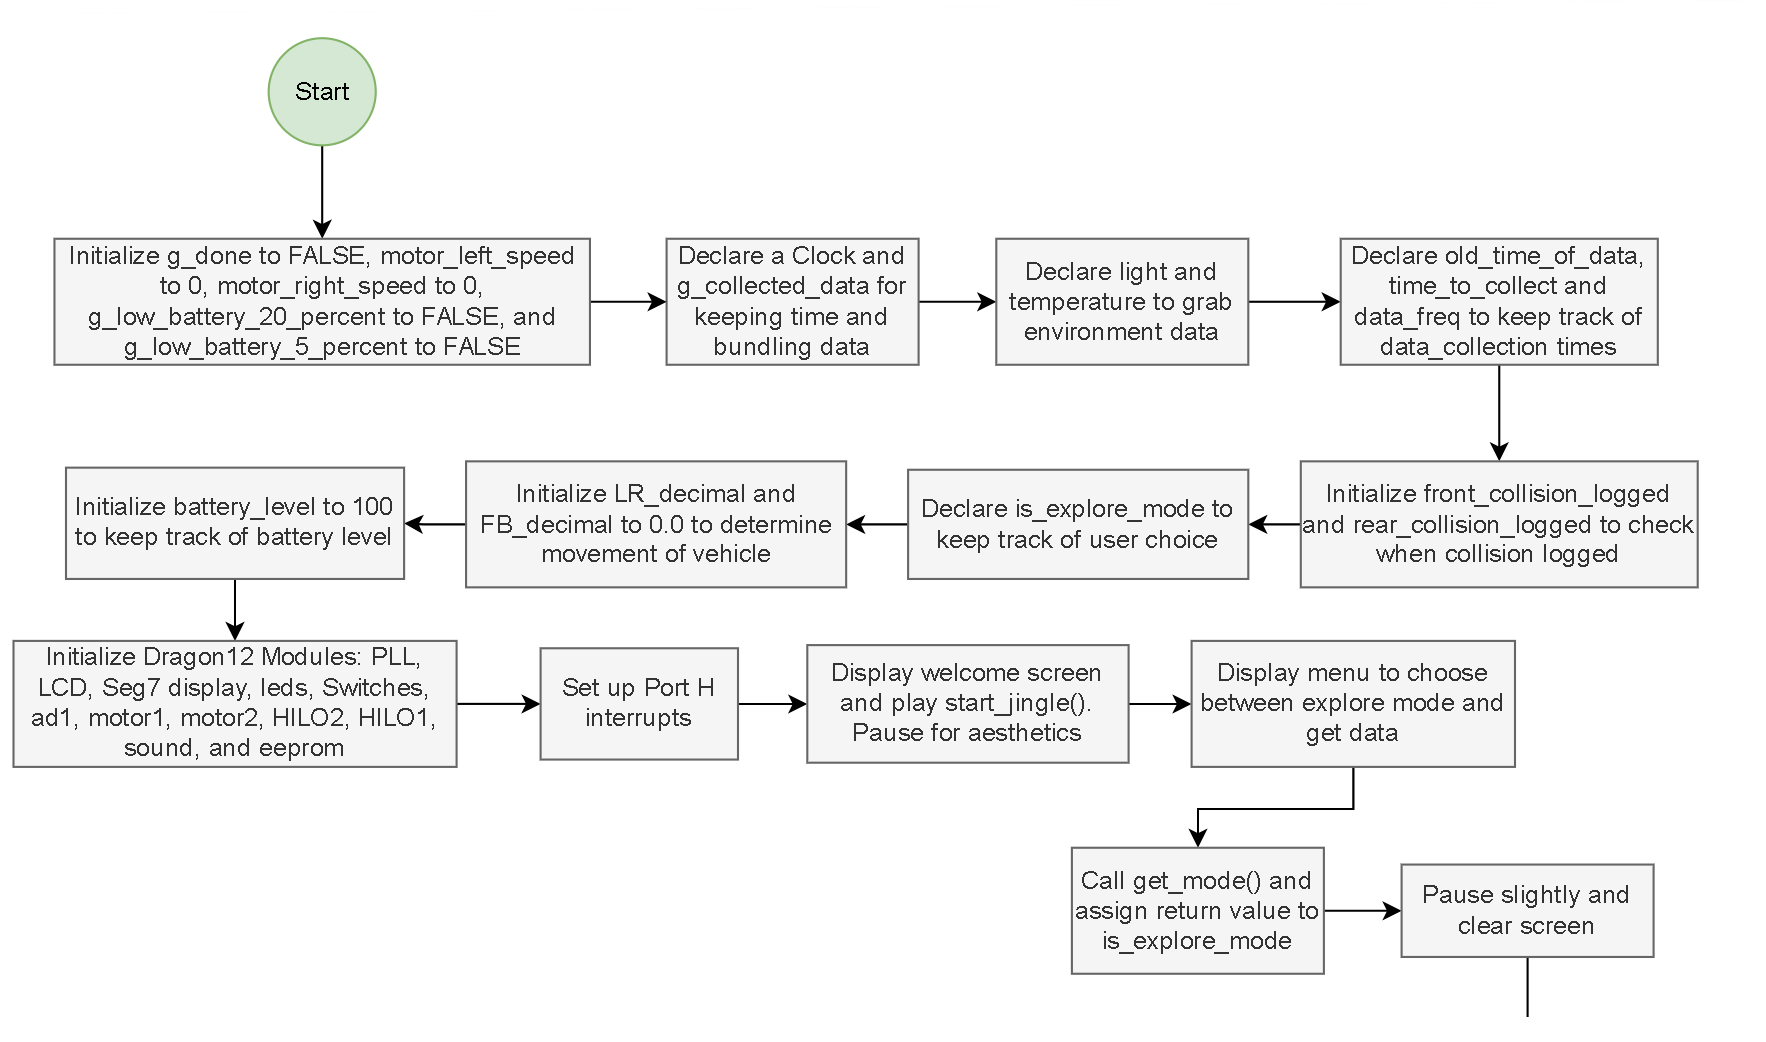 Start
Initialize g_done to FALSE, motor_left_speed
to 0, motor_right_speed to 0,
g_low_battery_20_percent to FALSE, and
g_low_battery_5_percent to FALSE
Declare a Clock and
g_collected_data for
keeping time and
bundling data
Declare light and
temperature to grab
environment data
Declare old_time_of_data,
time_to_collect and
data_freq to keep track of
data_collection times
Initialize front_collision_logged
and rear_collision_logged to check
when collision logged
Declare is_explore_mode to
keep track of user choice
Initialize LR_decimal and
FB_decimal to 0.0 to determine
movement of vehicle
Initialize battery_level to 100
to keep track of battery level
Initialize Dragon12 Modules: PLL,
LCD, Seg7 display, leds, Switches,
ad1, motor1, motor2, HILO2, HILO1,
sound, and eeprom
Set up Port H
interrupts
Display welcome screen
and play start_jingle().
Pause for aesthetics
Display menu to choose
between explore mode and
get data
Call get_mode() and
assign return value to
is_explore_mode
Pause slightly and
clear screen